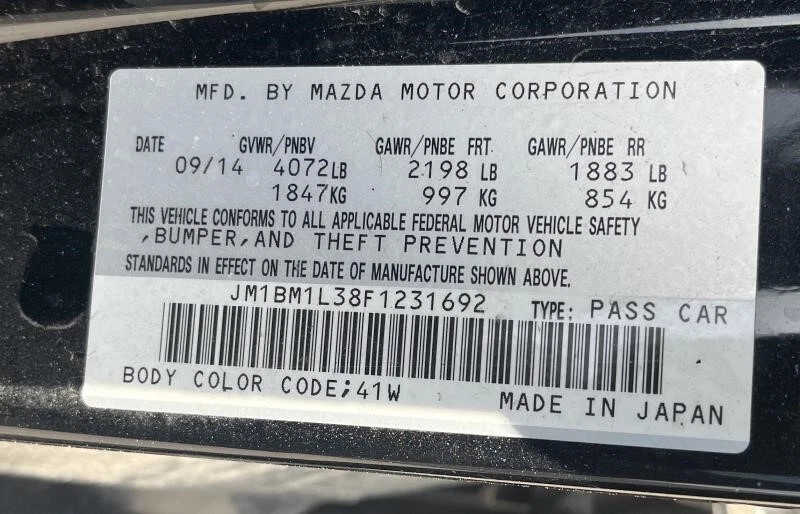 MFD. BY MAZDA MOTOR CORPORATION
DATE GVWR/PNBV GAWR/PNBE FRT. GAWR/PNBE RR
09/14 4072LB 2198 LB 1883 LB
1847KG 997 KG 854 KG
THIS VEHICLE CONFORMS TO ALL APPLICABLE FEDERAL MOTOR VEHICLE SAFETY
,BUMPER,AND THEFT PREVENTION
STANDARDS IN EFFECT ON THE DATE OF MANUFACTURE SHOWN ABOVE.
JM1BM1L38F1231692 TYPE: PASS CAR
BODY COLOR CODE;41W MADE IN JAPAN